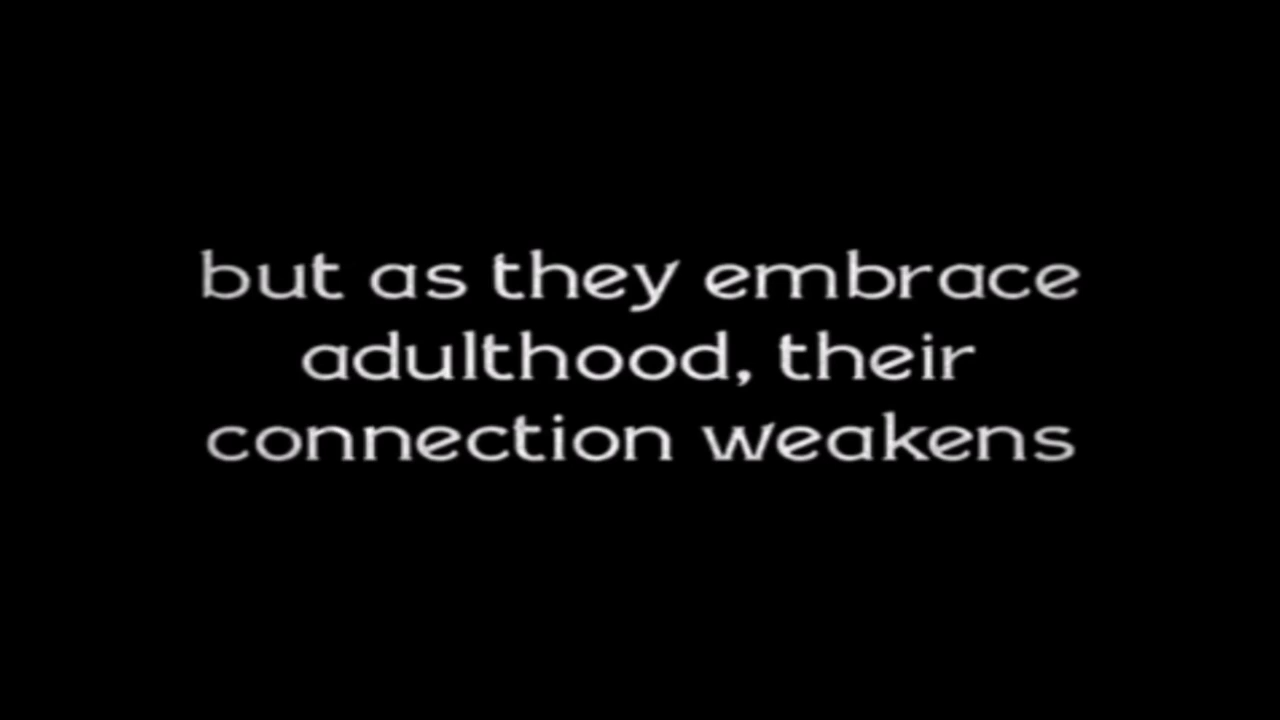 but as they embrace
adulthood, their
connection weakens